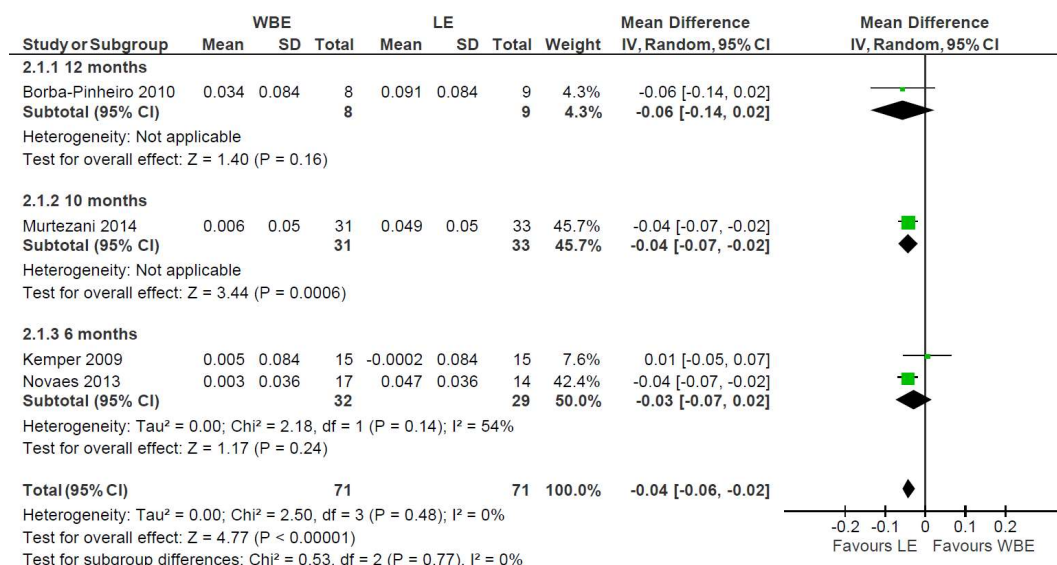 WBE LE Mean Difference Mean Difference
Study or Subgroup Mean SD Total Mean SD Total Weight IV, Random, 95% CI IV, Random, 95% CI
2.1.1 12 months
Borba-Pinheiro 2010 0.034 0.084 8 0.091 0.084 9 4.3% -0.06 [-0.14, 0.02]
Subtotal (95% CI) 8 9 4.3% -0.06 [-0.14, 0.02]
Heterogeneity: Not applicable
Test for overall effect: Z = 1.40 (P = 0.16)
2.1.2 10 months
Murtezani 2014 0.006 0.05 31 0.049 0.05 33 45.7% -0.04 [-0.07, -0.02]
Subtotal (95% CI) 31 33 45.7% -0.04 [-0.07, -0.02]
Heterogeneity: Not applicable
Test for overall effect: Z = 3.44 (P = 0.0006)
2.1.3 6 months
Kemper 2009 0.005 0.084 15 -0.0002 0.084 15 7.6% 0.01 [-0.05, 0.07]
Novaes 2013 0.003 0.036 17 0.047 0.036 14 42.4% -0.04 [-0.07, -0.02]
Subtotal (95% CI) 32 29 50.0% -0.03 [-0.07, 0.02]
Heterogeneity: Tau² = 0.00; Chi² = 2.18, df = 1 (P = 0.14); I² = 54%
Test for overall effect: Z = 1.17 (P = 0.24)
Total (95% CI) 71 71 100.0% -0.04 [-0.06, -0.02]
Heterogeneity: Tau² = 0.00; Chi² = 2.50, df = 3 (P = 0.48); I² = 0%
Test for overall effect: Z = 4.77 (P < 0.00001)
Test for subgroup differences: Chi² = 0.53, df = 2 (P = 0.77), I² = 0%
-0.2 -0.1 0 0.1 0.2
Favours LE Favours WBE